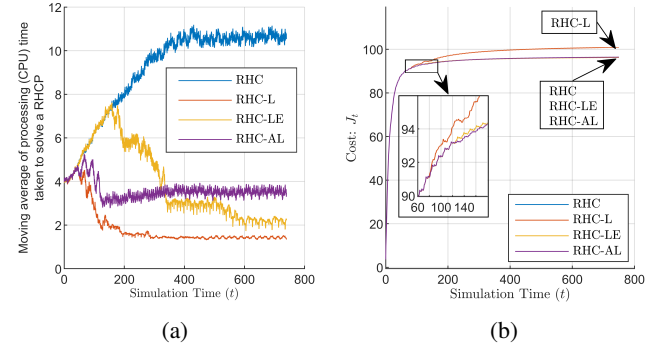 Moving average of processing (CPU) time
taken to solve a RHCP
12
10
8
6
4
2
0
0
200
400
600
800
Simulation Time (t)
RHC
RHC-L
RHC-LE
RHC-AL
(a)
Cost: J_t
120
100
80
60
40
20
0
0
200
400
600
800
Simulation Time (t)
RHC-L
RHC
RHC-LE
RHC-AL
94
92
90
60
100
140
RHC
RHC-L
RHC-LE
RHC-AL
(b)